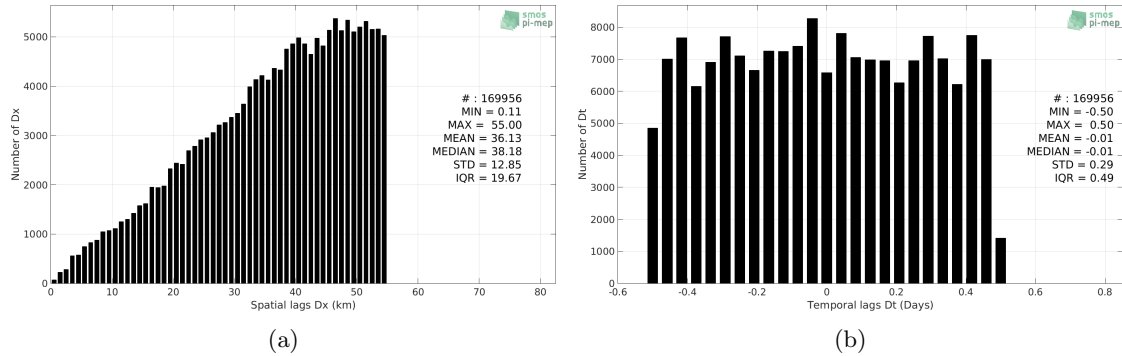 smos
pi-mep
Number of Dx
5000
4000
3000
2000
1000
0
# : 169956
MIN = 0.11
MAX = 55.00
MEAN = 36.13
MEDIAN = 38.18
STD = 12.85
IQR = 19.67
0 10 20 30 40 50 60 70 80
Spatial lags Dx (km)
(a)
smos
pi-mep
Number of Dt
8000
7000
6000
5000
4000
3000
2000
1000
0
# : 169956
MIN = -0.50
MAX = 0.50
MEAN = -0.01
MEDIAN = -0.01
STD = 0.29
IQR = 0.49
-0.6 -0.4 -0.2 0 0.2 0.4 0.6 0.8
Temporal lags Dt (Days)
(b)